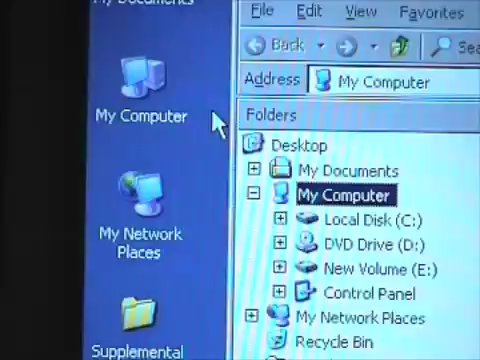 My Documents
My Computer
My Network
Places
Supplemental
File Edit View Favorites
Back
Address My Computer
Folders
Desktop
My Documents
My Computer
Local Disk (C:)
DVD Drive (D:)
New Volume (E:)
Control Panel
My Network Places
Recycle Bin